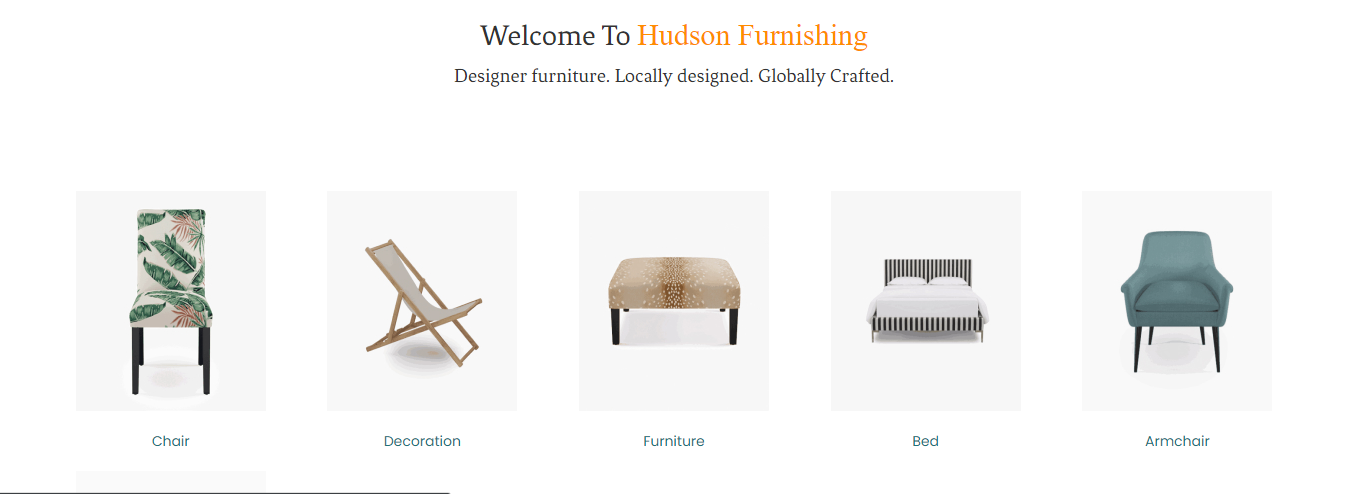 Welcome To Hudson Furnishing
Designer furniture. Locally designed. Globally Crafted.
Chair
Decoration
Furniture
Bed
Armchair